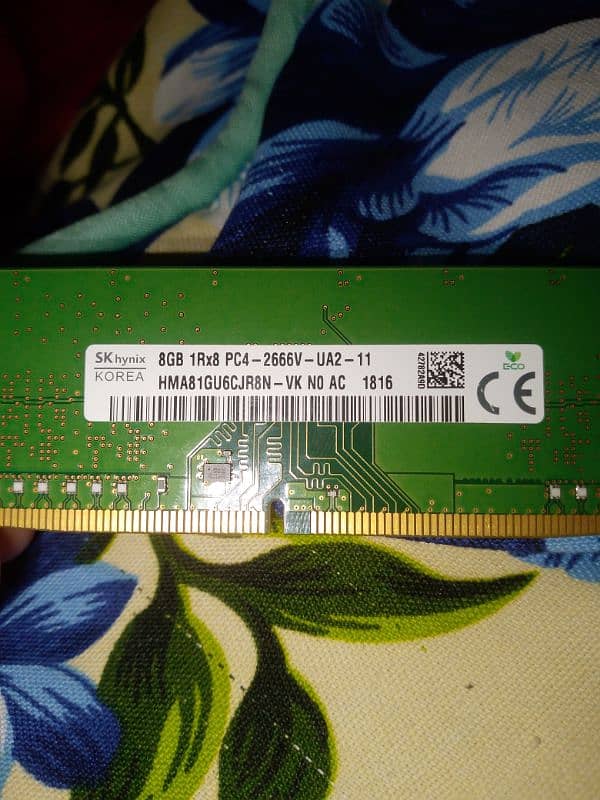 SK hynix
KOREA
8GB 1Rx8 PC4-2666V-UA2-11
HMA81GU6CJR8N-VK N0 AC 1816
ECO
CE